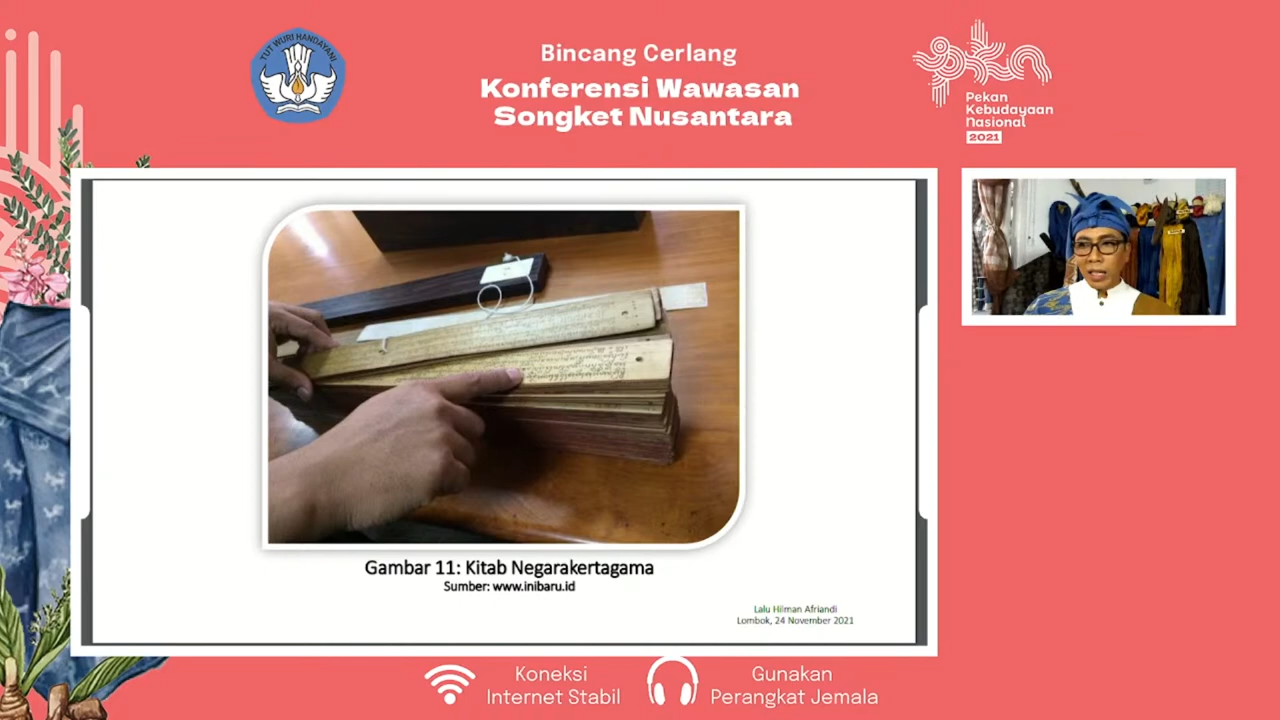 TUT WURI HANDAYANI
Bincang Cerlang
Konferensi Wawasan
Songket Nusantara
Pekan
Kebudayaan
Nasional
2021
Gambar 11: Kitab Negarakertagama
Sumber: www.inibaru.id
Lalu Hilman Afriandi
Lombok, 24 November 2021
Koneksi
Internet Stabil
Gunakan
Perangkat Jemala